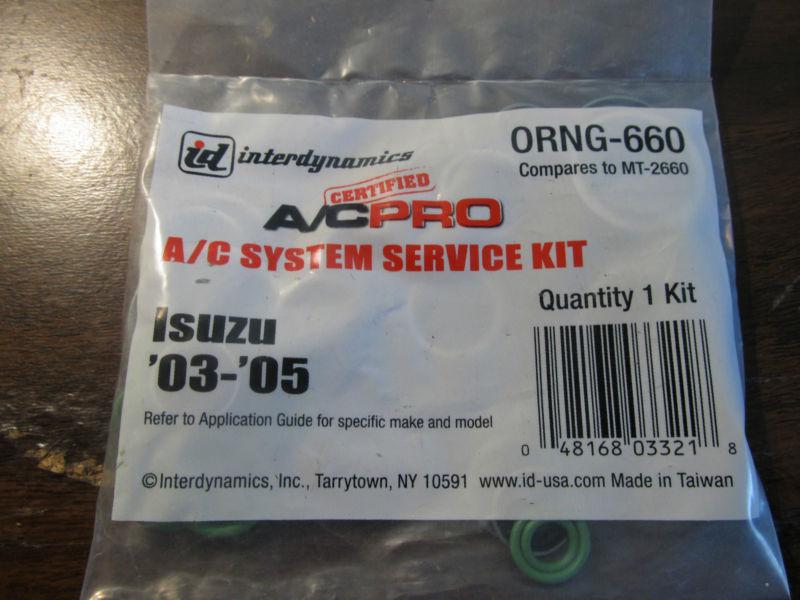 id interdynamics
ORNG-660
Compares to MT-2660
CERTIFIED
A/CPRO
A/C SYSTEM SERVICE KIT
Quantity 1 Kit
Isuzu
'03-'05
Refer to Application Guide for specific make and model
0 48168 03321 8
©Interdynamics, Inc., Tarrytown, NY 10591 www.id-usa.com Made in Taiwan